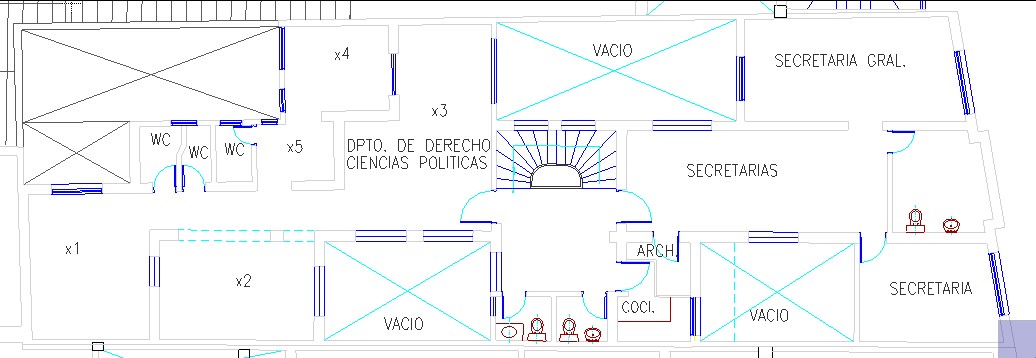 VACIO
x4
SECRETARIA GRAL.
x3
WC
WC
WC
x5
DPTO. DE DERECHO
CIENCIAS POLITICAS
SECRETARIAS
x1
x2
ARCH.
SECRETARIA
COCI.
VACIO
VACIO